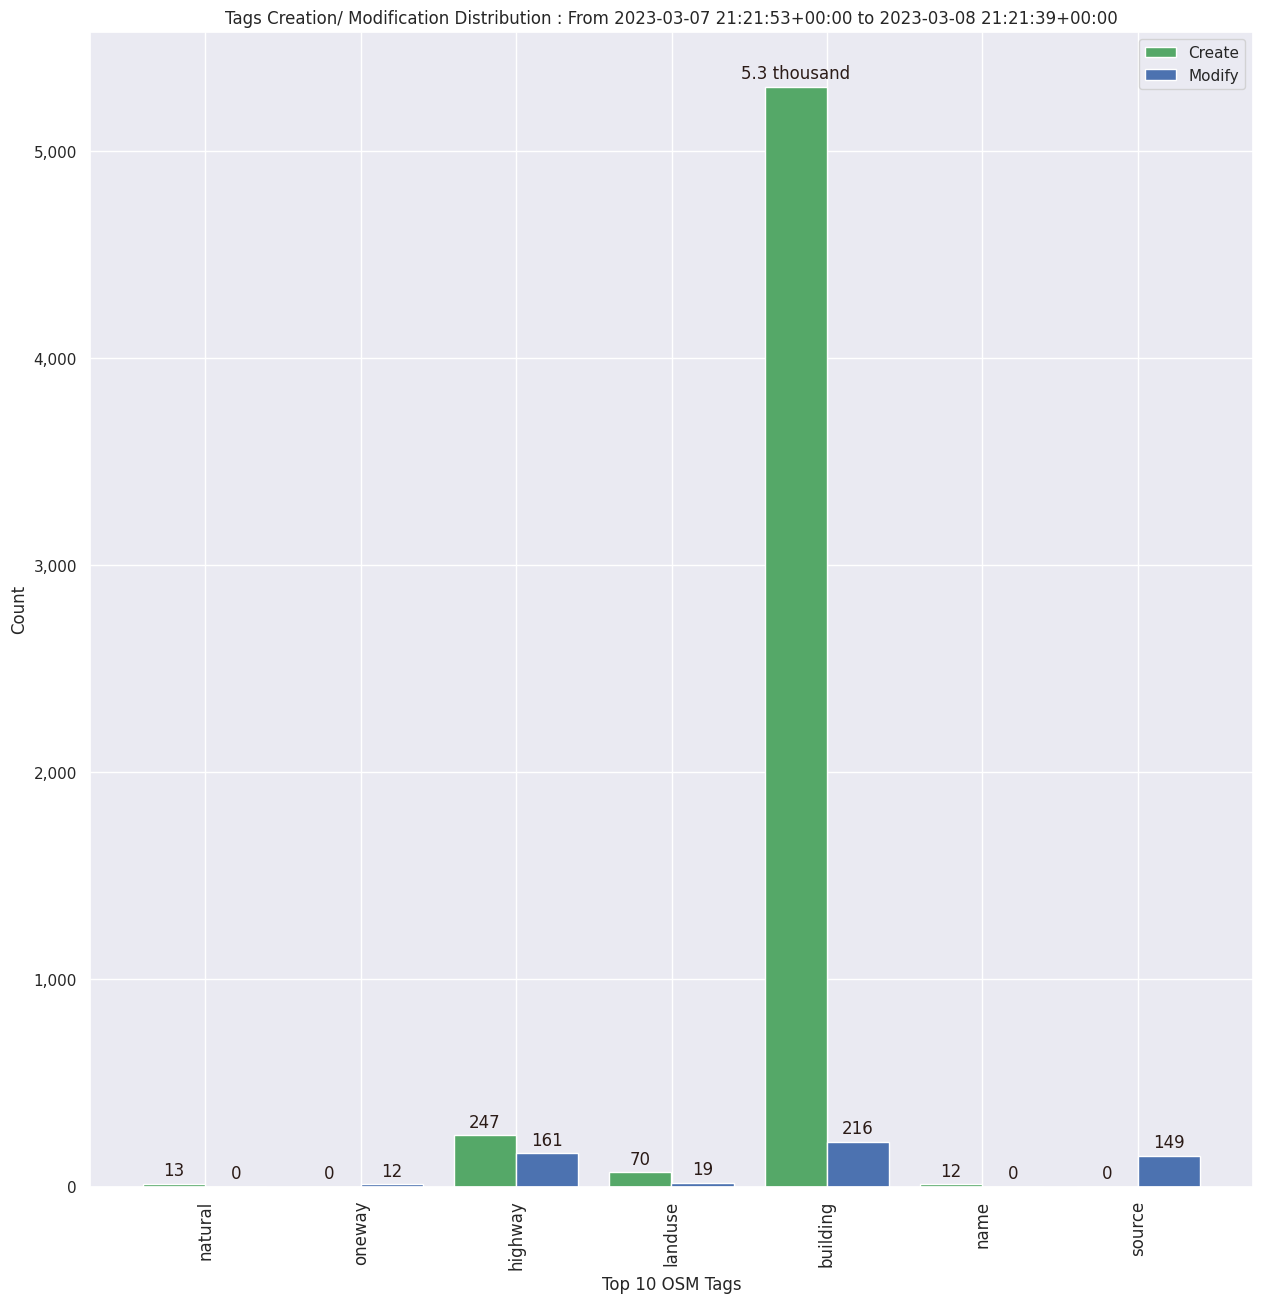 Tags Creation/ Modification Distribution : From 2023-03-07 21:21:53+00:00 to 2023-03-08 21:21:39+00:00
Create
Modify
5.3 thousand
5,000
4,000
3,000
2,000
1,000
0
Count
13
0
0
12
247
161
70
19
216
12
0
0
149
natural
oneway
highway
landuse
building
name
source
Top 10 OSM Tags